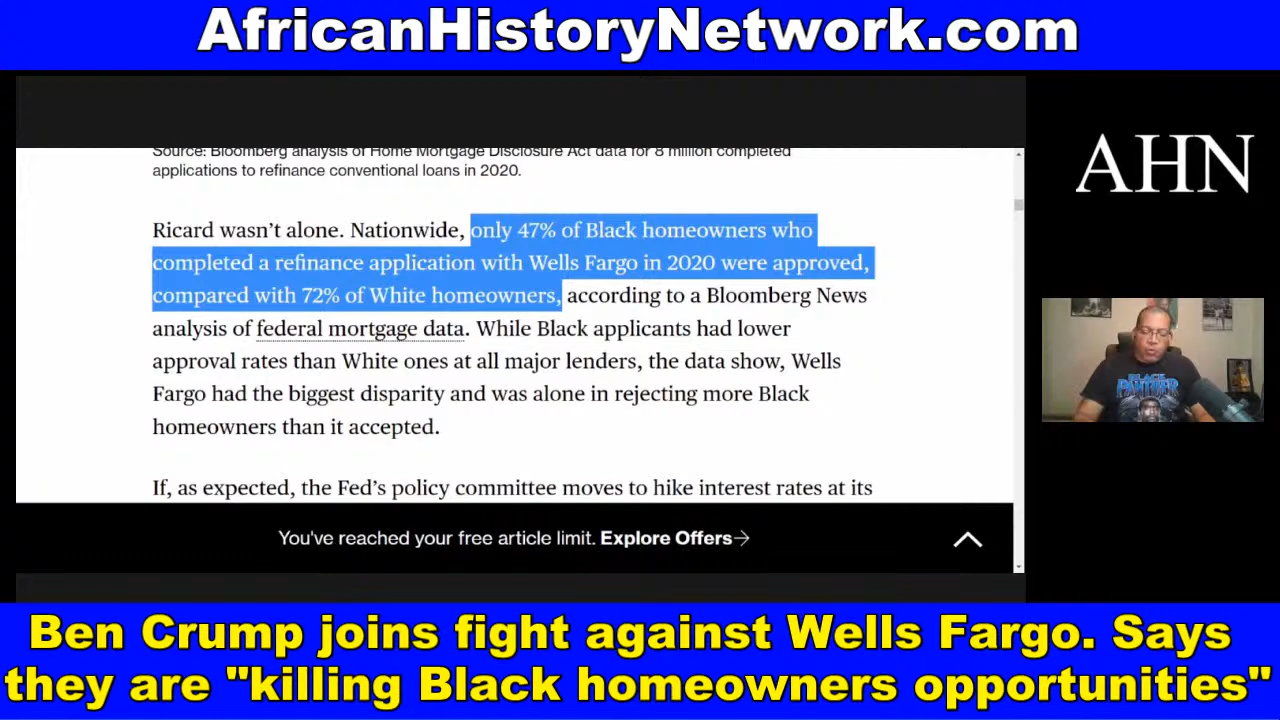 AfricanHistoryNetwork.com
AHN
Source: Bloomberg analysis of Home Mortgage Disclosure Act data for 8 million completed
applications to refinance conventional loans in 2020.
Ricard wasn’t alone. Nationwide, only 47% of Black homeowners who
completed a refinance application with Wells Fargo in 2020 were approved,
compared with 72% of White homeowners, according to a Bloomberg News
analysis of federal mortgage data. While Black applicants had lower
approval rates than White ones at all major lenders, the data show, Wells
Fargo had the biggest disparity and was alone in rejecting more Black
homeowners than it accepted.
If, as expected, the Fed’s policy committee moves to hike interest rates at its
You've reached your free article limit. Explore Offers→
BLACK
PANTHER
Ben Crump joins fight against Wells Fargo. Says
they are "killing Black homeowners opportunities"